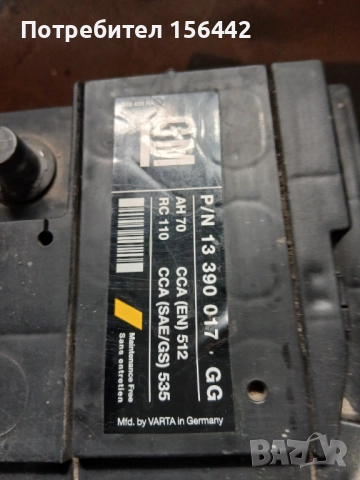 Потребител 156442
GM
P/N 13 390 017 . GG
AH 70 CCA (EN) 512
RC 110 CCA (SAE/GS) 535
Maintenance Free
Sans entretien
Mfd. by VARTA in Germany
BAZAR